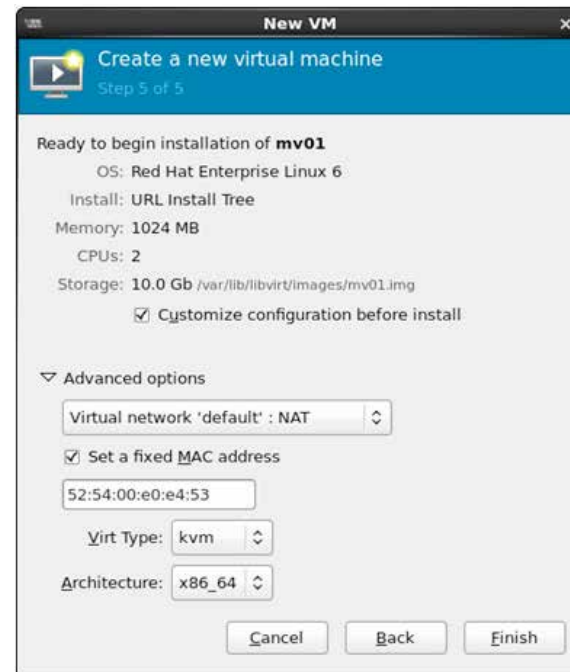 New VM
Create a new virtual machine
Step 5 of 5
Ready to begin installation of mv01
OS: Red Hat Enterprise Linux 6
Install: URL Install Tree
Memory: 1024 MB
CPUs: 2
Storage: 10.0 Gb /var/lib/libvirt/images/mv01.img
Customize configuration before install
Advanced options
Virtual network 'default' : NAT
Set a fixed MAC address
52:54:00:e0:e4:53
Virt Type: kvm
Architecture: x86_64
Cancel Back Finish